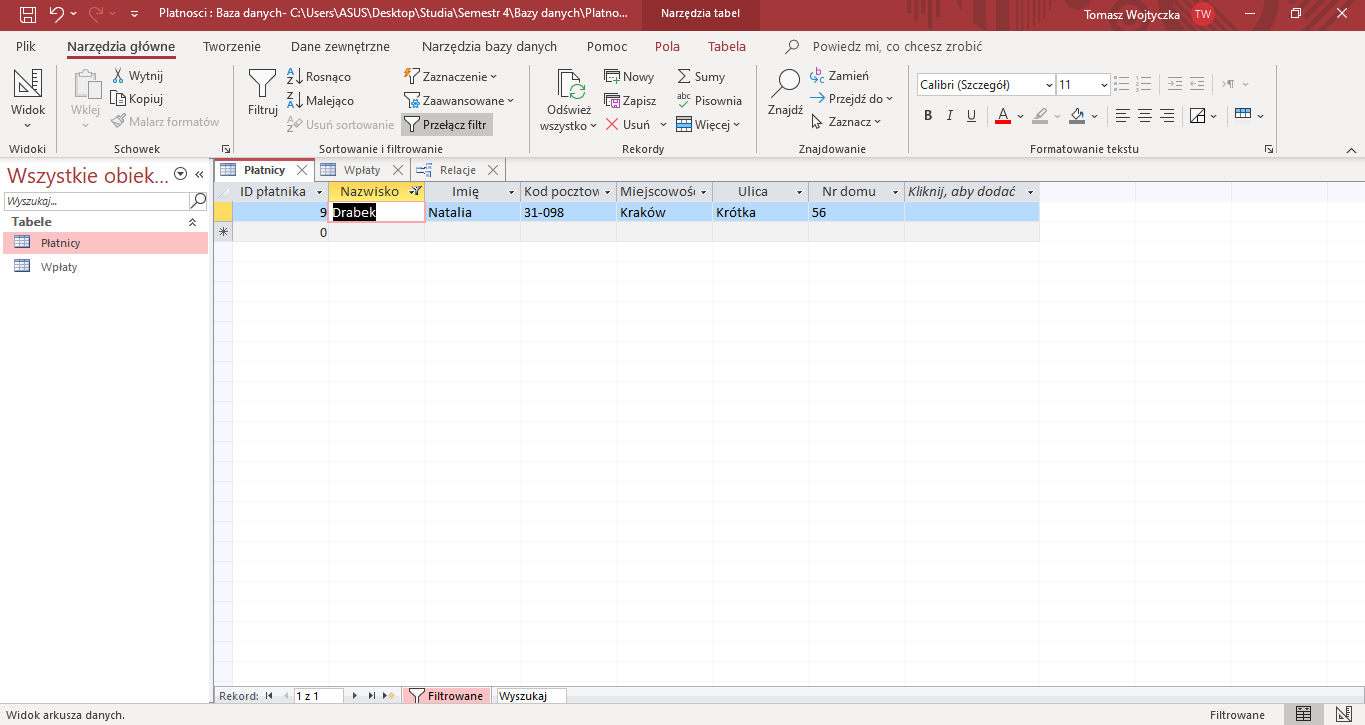 Platnosci : Baza danych- C:\Users\ASUS\Desktop\Studia\Semestr 4\Bazy danych\Platno... Narzędzia tabel Tomasz Wojtyczka TW
Plik Narzędzia główne Tworzenie Dane zewnętrzne Narzędzia bazy danych Pomoc Pola Tabela Powiedz mi, co chcesz zrobić
Widok
Widoki
Wklej
Wytnij
Kopiuj
Malarz formatów
Schowek
Filtruj
Rosnąco
Malejąco
Usuń sortowanie
Zaznaczenie
Zaawansowane
Przełącz filtr
Sortowanie i filtrowanie
Odśwież
wszystko
Nowy
Zapisz
Usuń
Sumy
Pisownia
Więcej
Rekordy
Znajdź
Zamień
Przejdź do
Zaznacz
Znajdowanie
Calibri (Szczegół) 11
B I U A
Formatowanie tekstu
Wszystkie obiek...
Wyszukaj...
Tabele
Płatnicy
Wpłaty
Płatnicy Wpłaty Relacje
ID płatnika Nazwisko Imię Kod pocztow Miejscowość Ulica Nr domu Kliknij, aby dodać
9 Drabek Natalia 31-098 Kraków Krótka 56
0
Rekord: 1 z 1 Filtrowane Wyszukaj
Widok arkusza danych. Filtrowane